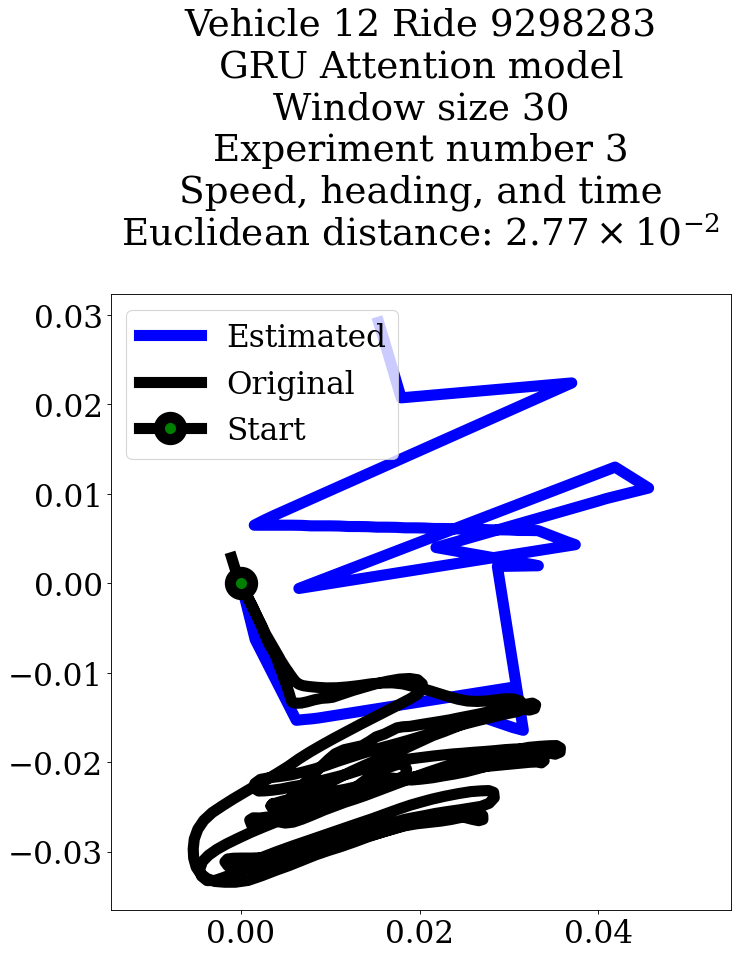 Vehicle 12 Ride 9298283
GRU Attention model
Window size 30
Experiment number 3
Speed, heading, and time
Euclidean distance: 2.77 × 10⁻²
0.03
0.02
0.01
0.00
−0.01
−0.02
−0.03
Estimated
Original
Start
0.00 0.02 0.04